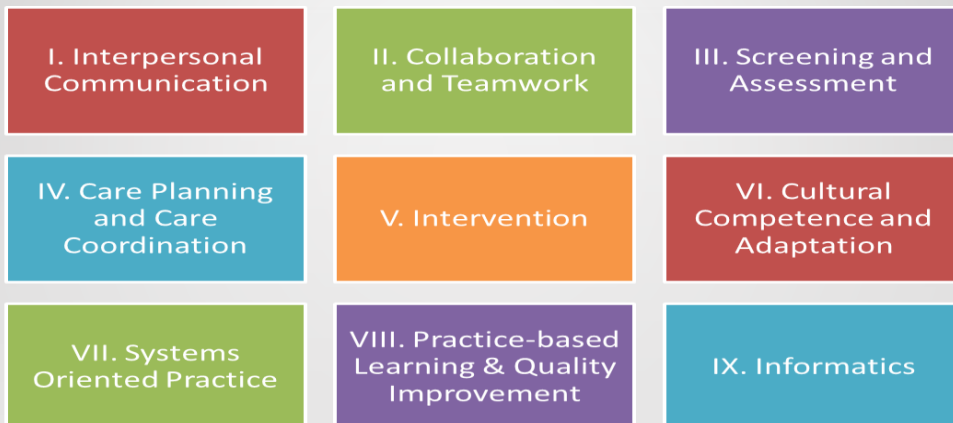 I. Interpersonal
Communication
II. Collaboration
and Teamwork
III. Screening and
Assessment
IV. Care Planning
and Care
Coordination
V. Intervention
VI. Cultural
Competence and
Adaptation
VII. Systems
Oriented Practice
VIII. Practice-based
Learning & Quality
Improvement
IX. Informatics